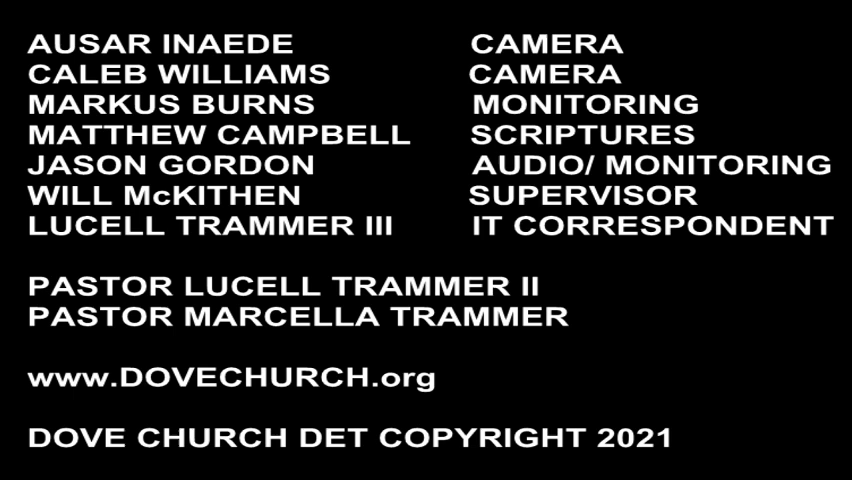 AUSAR INAEDE CAMERA
CALEB WILLIAMS CAMERA
MARKUS BURNS MONITORING
MATTHEW CAMPBELL SCRIPTURES
JASON GORDON AUDIO/ MONITORING
WILL McKITHEN SUPERVISOR
LUCELL TRAMMER III IT CORRESPONDENT
PASTOR LUCELL TRAMMER II
PASTOR MARCELLA TRAMMER
www.DOVECHURCH.org
DOVE CHURCH DET COPYRIGHT 2021